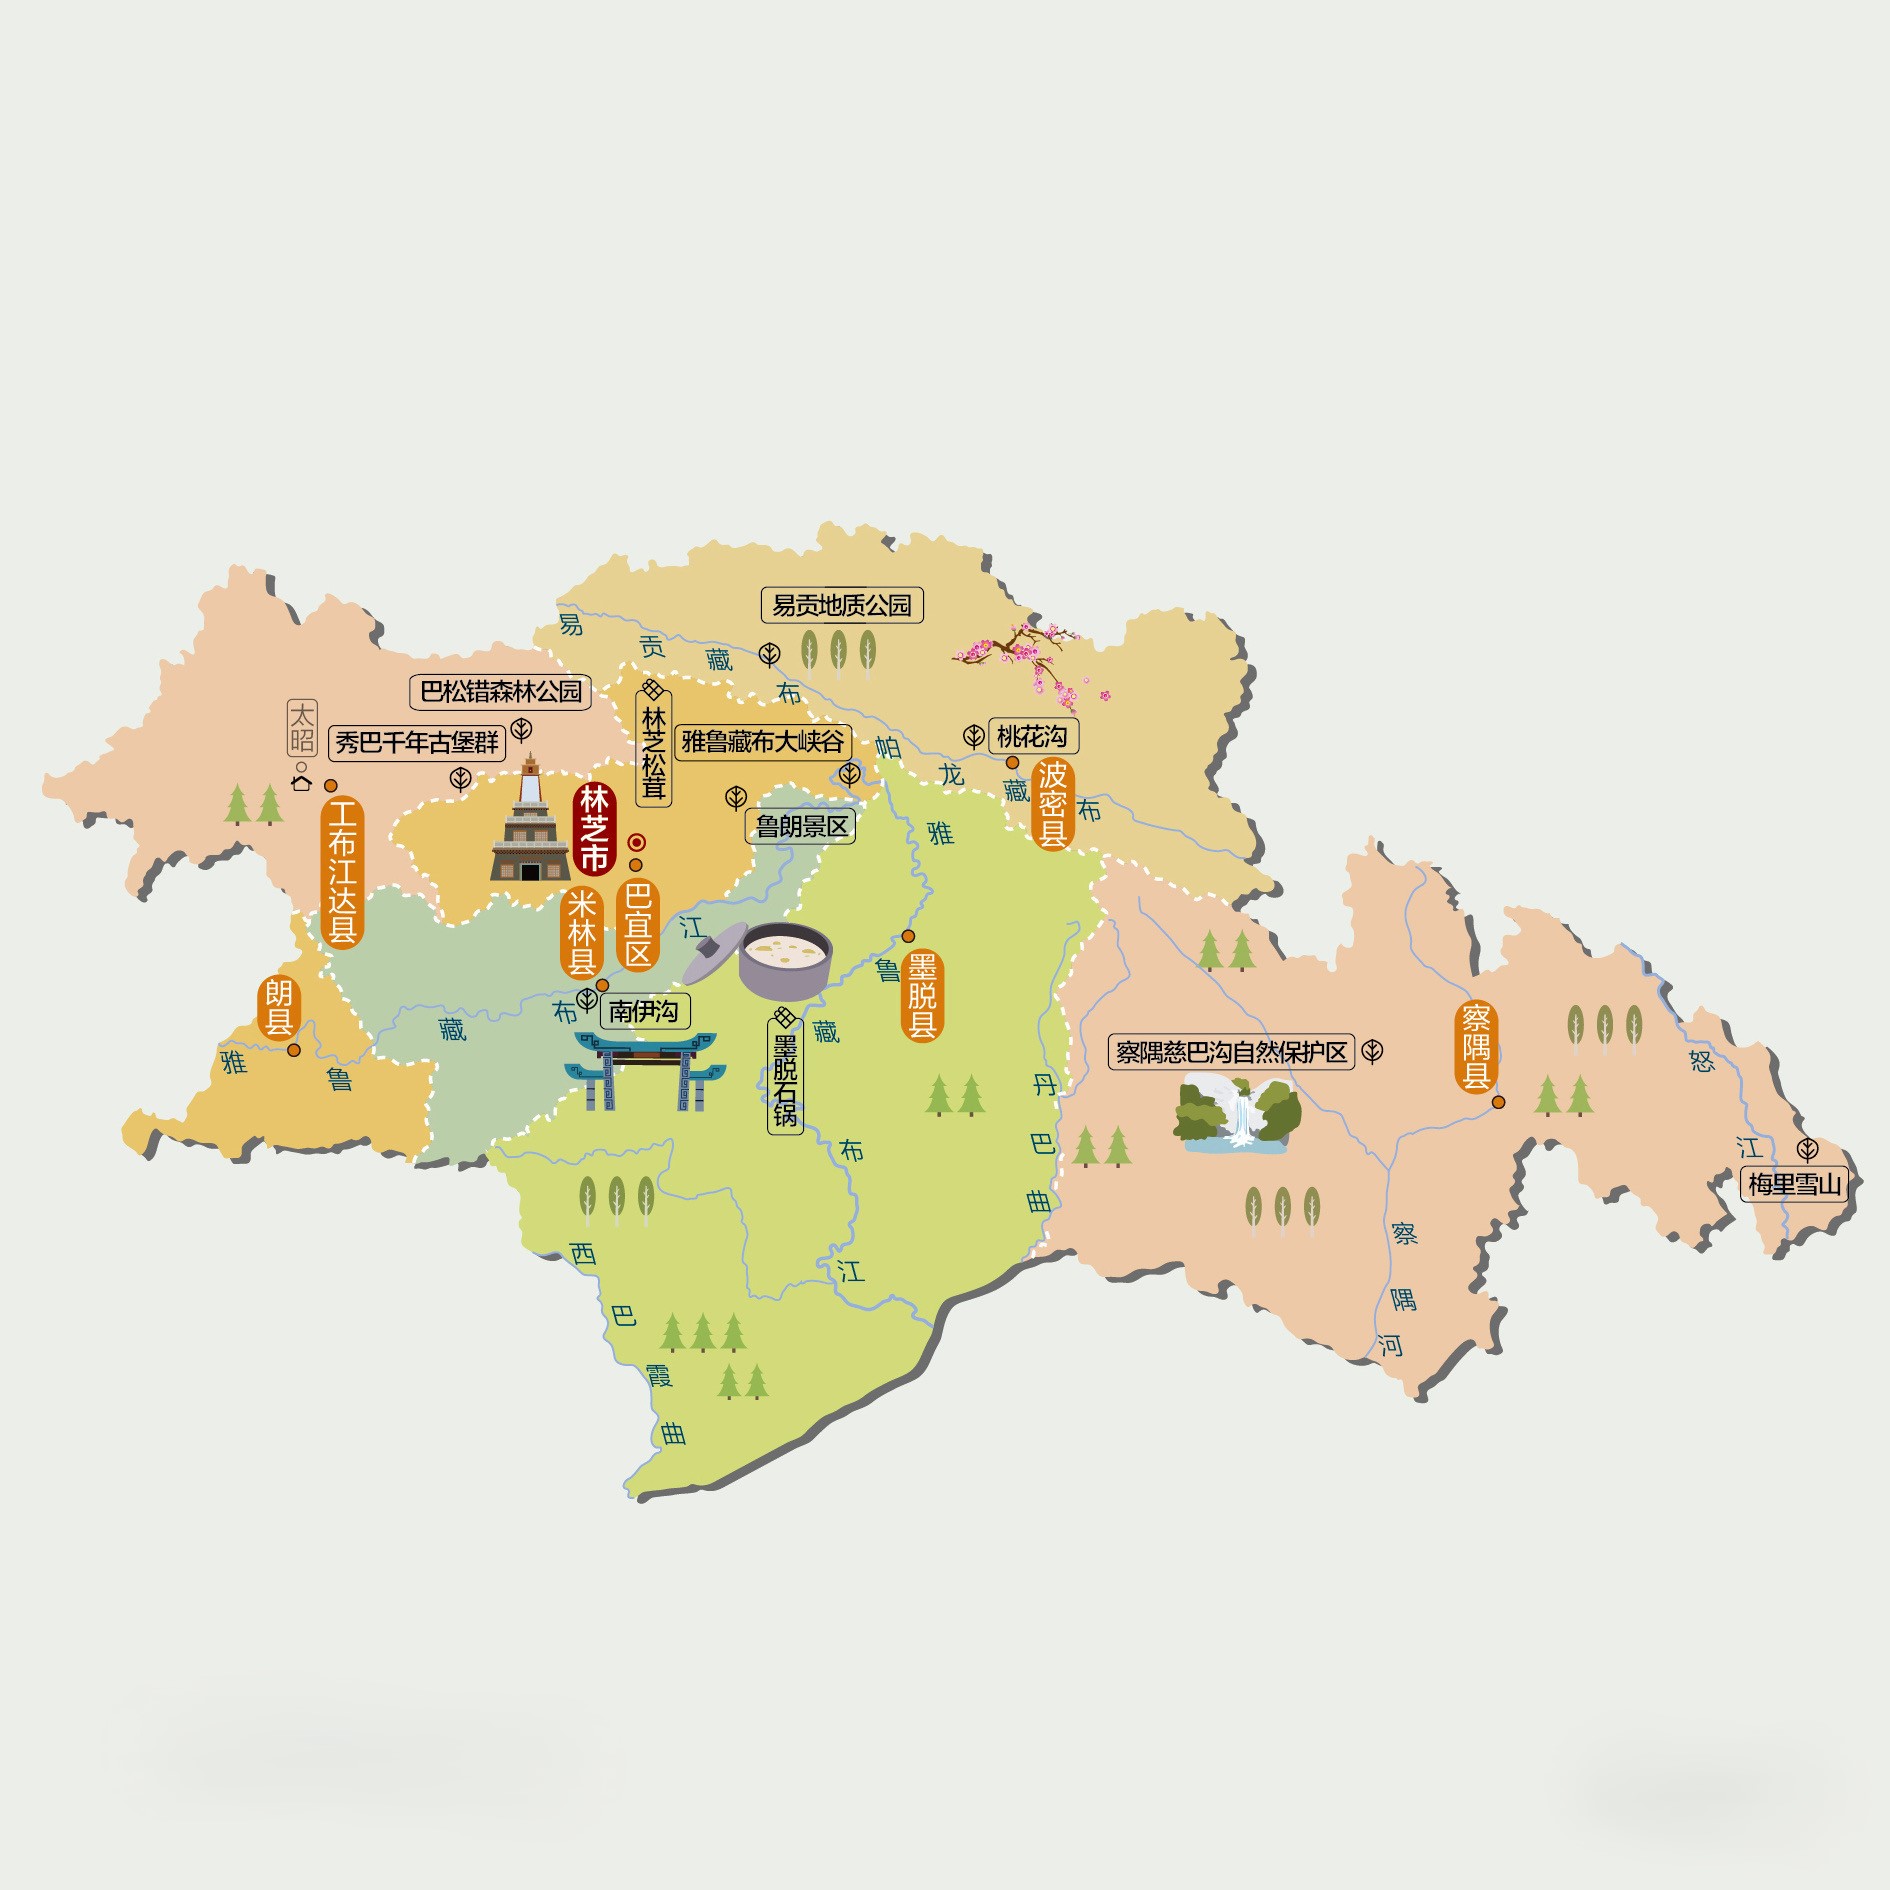 易贡地质公园
易贡藏布
巴松错森林公园
太昭
秀巴千年古堡群
林芝松茸
雅鲁藏布大峡谷
帕龙藏布
桃花沟
波密县
工布江达县
林芝市
鲁朗景区
米林县
巴宜区
朗县
墨脱县
南伊沟
雅鲁藏布江
雅鲁藏布江
墨脱石锅
丹巴曲
察隅慈巴沟自然保护区
察隅县
怒江
梅里雪山
西巴霞曲
察隅河